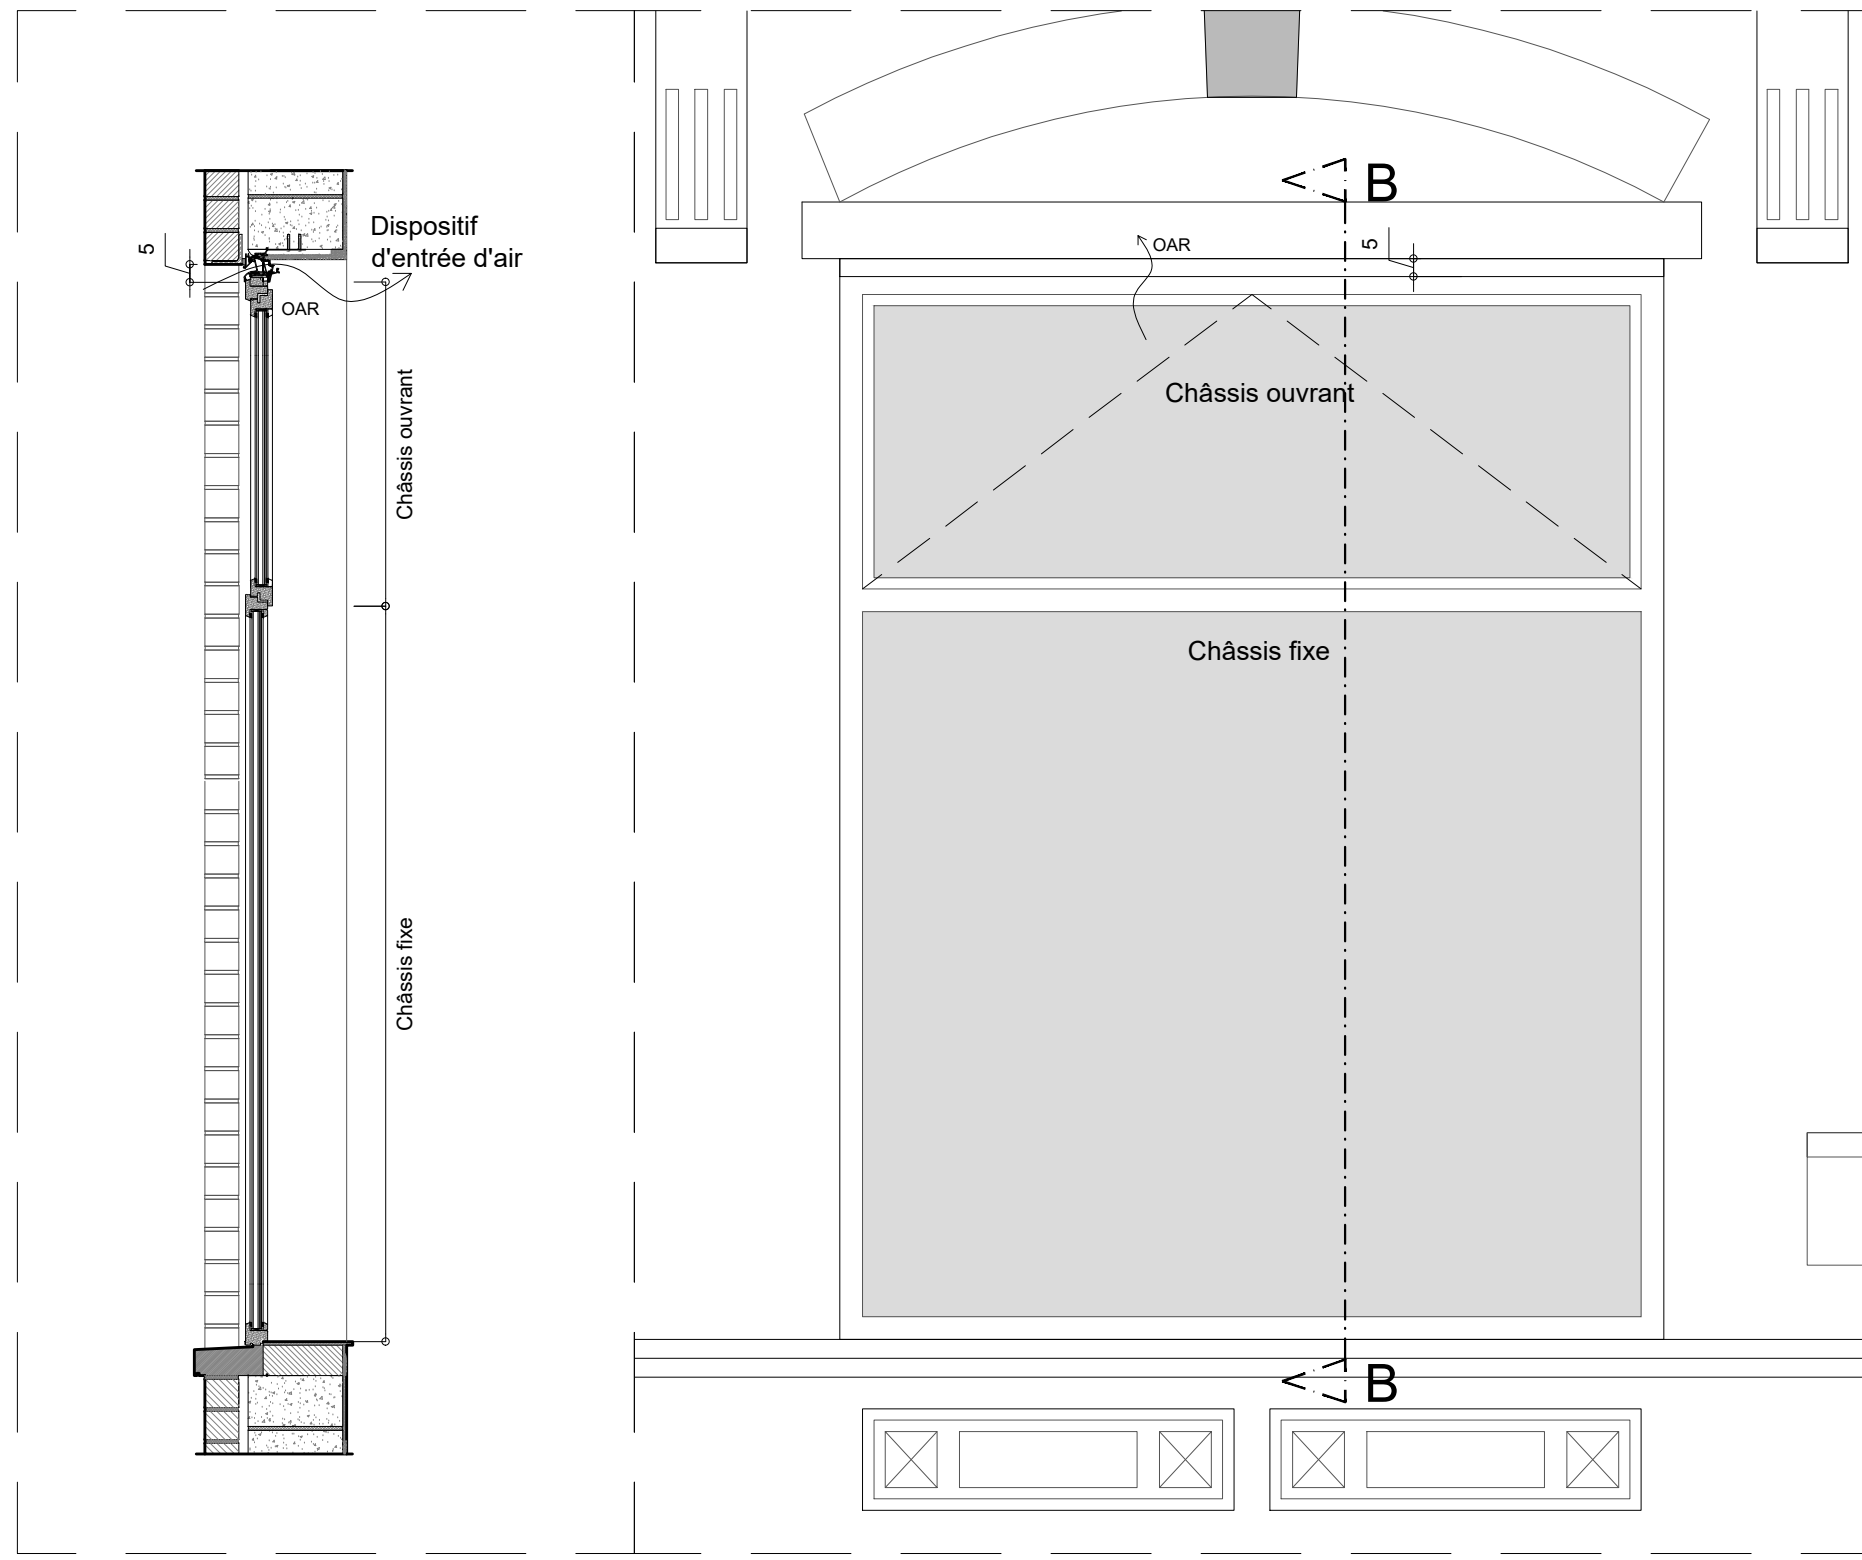 5
Dispositif
d'entrée d'air
OAR
Châssis ouvrant
Châssis fixe
B
OAR
5
Châssis ouvrant
Châssis fixe
B